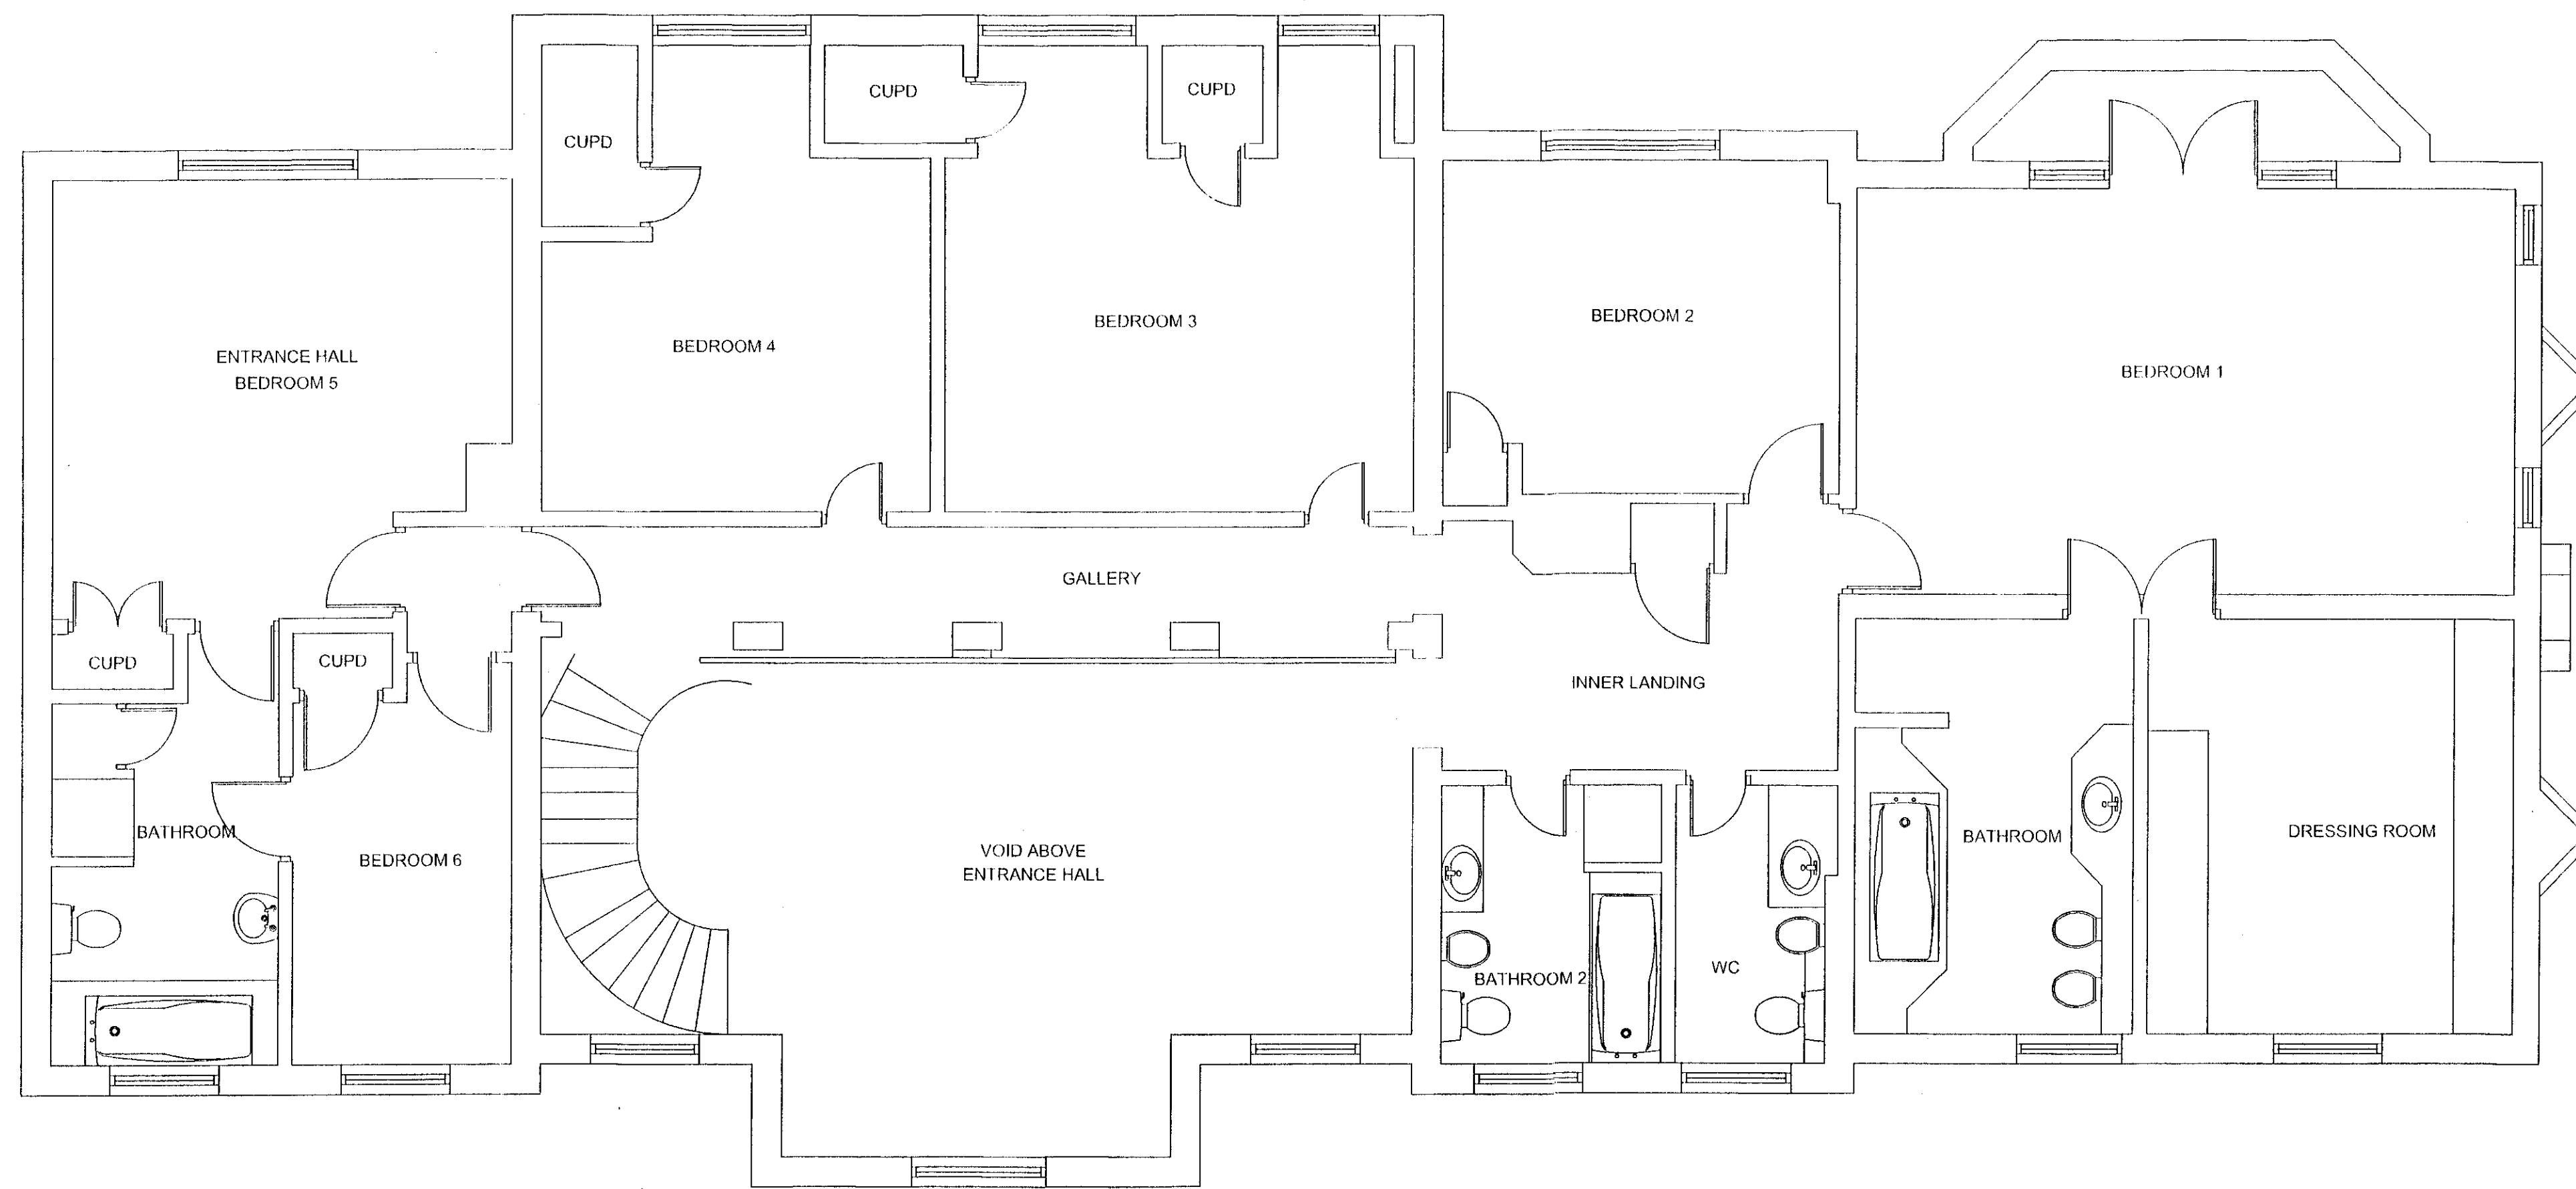 CUPD
CUPD
CUPD
BEDROOM 2
BEDROOM 3
BEDROOM 4
ENTRANCE HALL
BEDROOM 5
BEDROOM 1
GALLERY
CUPD
CUPD
INNER LANDING
BATHROOM
BEDROOM 6
VOID ABOVE
ENTRANCE HALL
BATHROOM
DRESSING ROOM
BATHROOM 2
WC